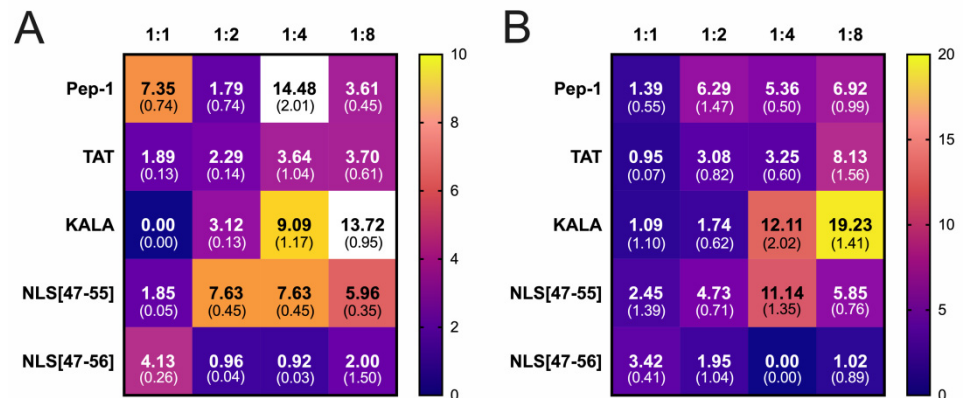 A
1:1 1:2 1:4 1:8
Pep-1 7.35 1.79 14.48 3.61
(0.74) (0.74) (2.01) (0.45)
TAT 1.89 2.29 3.64 3.70
(0.13) (0.14) (1.04) (0.61)
KALA 0.00 3.12 9.09 13.72
(0.00) (0.13) (1.17) (0.95)
NLS[47-55] 1.85 7.63 7.63 5.96
(0.05) (0.45) (0.45) (0.35)
NLS[47-56] 4.13 0.96 0.92 2.00
(0.26) (0.04) (0.03) (1.50)
10
8
6
4
2
0
B
1:1 1:2 1:4 1:8
Pep-1 1.39 6.29 5.36 6.92
(0.55) (1.47) (0.50) (0.99)
TAT 0.95 3.08 3.25 8.13
(0.07) (0.82) (0.60) (1.56)
KALA 1.09 1.74 12.11 19.23
(1.10) (0.62) (2.02) (1.41)
NLS[47-55] 2.45 4.73 11.14 5.85
(1.39) (0.71) (1.35) (0.76)
NLS[47-56] 3.42 1.95 0.00 1.02
(0.41) (1.04) (0.00) (0.89)
20
15
10
5
0